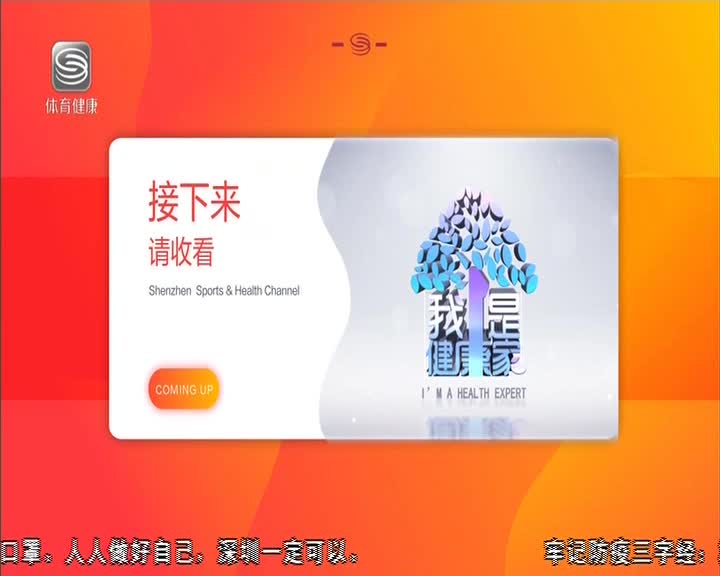 体育健康
接下来
请收看
Shenzhen Sports & Health Channel
COMING UP
我是
健康家
I'M A HEALTH EXPERT
口罩。人人做好自己，深圳一定可以。
牢记防疫三字经：